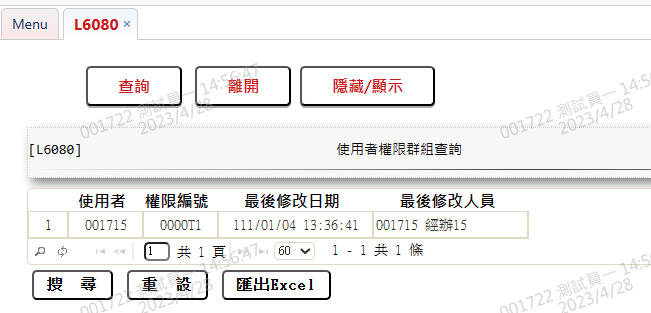 Menu L6080 ×
查詢 離開 隱藏/顯示
001722 測試員一 14:56:47
2023/4/28
001722 測試員一 14:56
2023/4/28
[L6080] 使用者權限群組查詢
使用者 權限編號 最後修改日期 最後修改人員
1 001715 0000T1 111/01/04 13:36:41 001715 經辦15
1 共 1 頁 60 1 - 1 共 1 條
搜 尋 重 設 匯出Excel
001722 測試員一 14:56:47
2023/4/28
001722 測試員一 14:56
2023/4/28